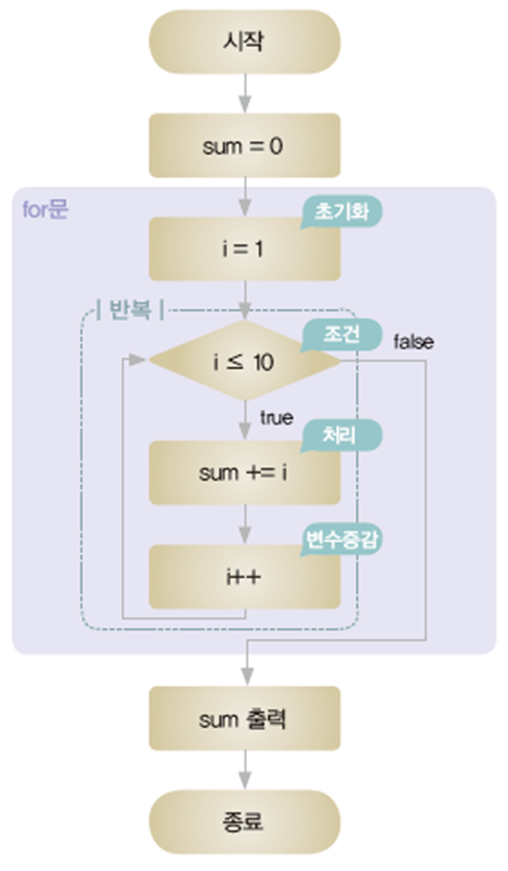 시작
sum = 0
for문
초기화
i = 1
| 반복 |
조건
i ≤ 10
false
true
처리
sum += i
변수증감
i++
sum 출력
종료